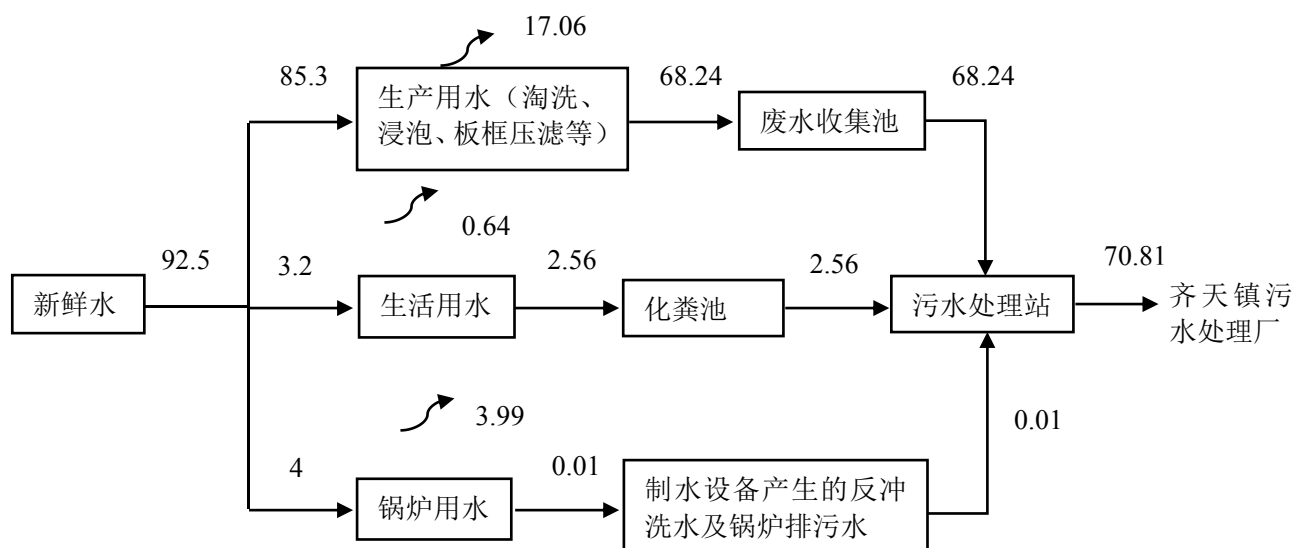 17.06
85.3
68.24
68.24
生产用水（淘洗、
浸泡、板框压滤等）
废水收集池
0.64
92.5
3.2
2.56
2.56
70.81
新鲜水
生活用水
化粪池
污水处理站
齐天镇污
水处理厂
3.99
0.01
4
0.01
锅炉用水
制水设备产生的反冲
洗水及锅炉排污水